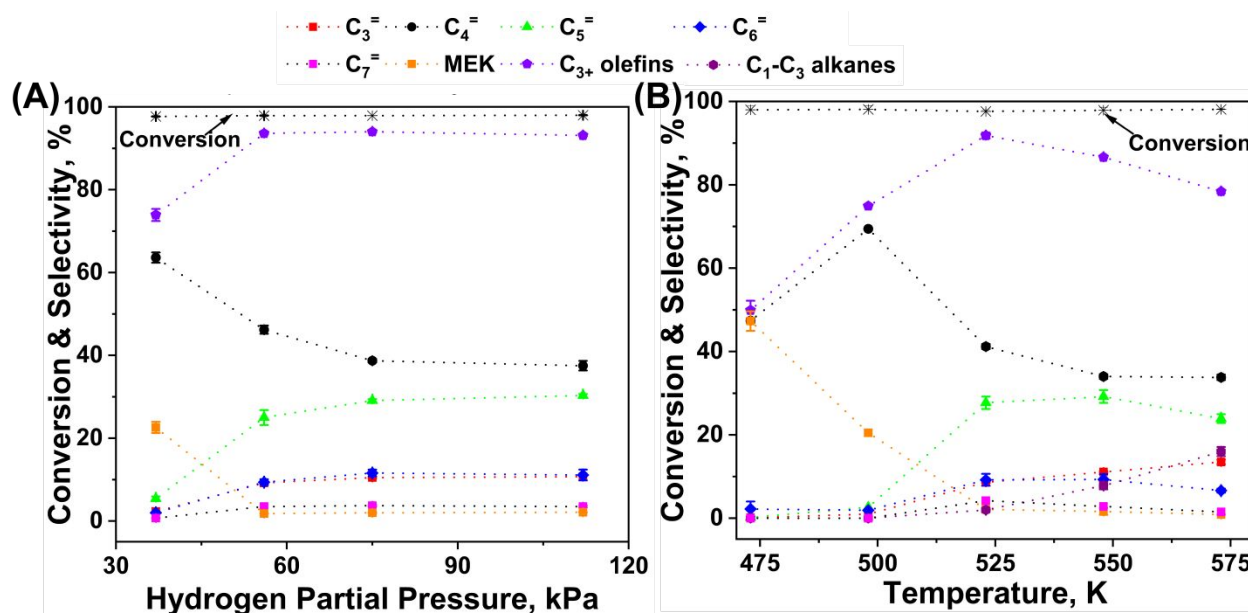 C₃⁼ C₄⁼ C₅⁼ C₆⁼
C₇⁼ MEK C₃₊ olefins C₁-C₃ alkanes
(A)
100
80
60
40
20
0
Conversion & Selectivity, %
Conversion
30 60 90 120
Hydrogen Partial Pressure, kPa
(B)
100
80
60
40
20
0
Conversion & Selectivity, %
Conversion
475 500 525 550 575
Temperature, K